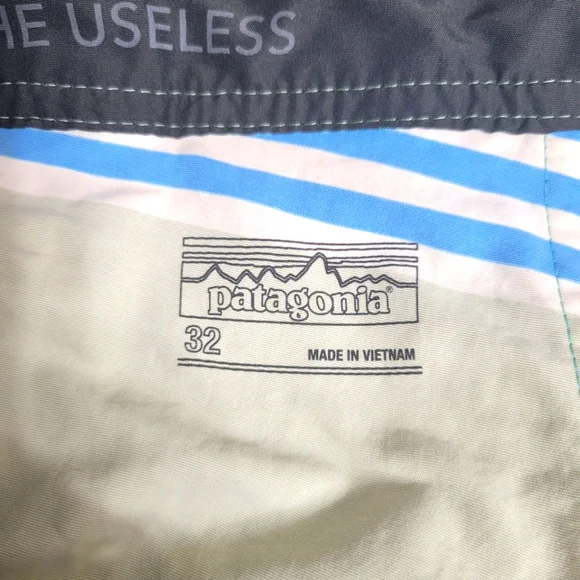 HE USELESS
patagonia®
32
MADE IN VIETNAM